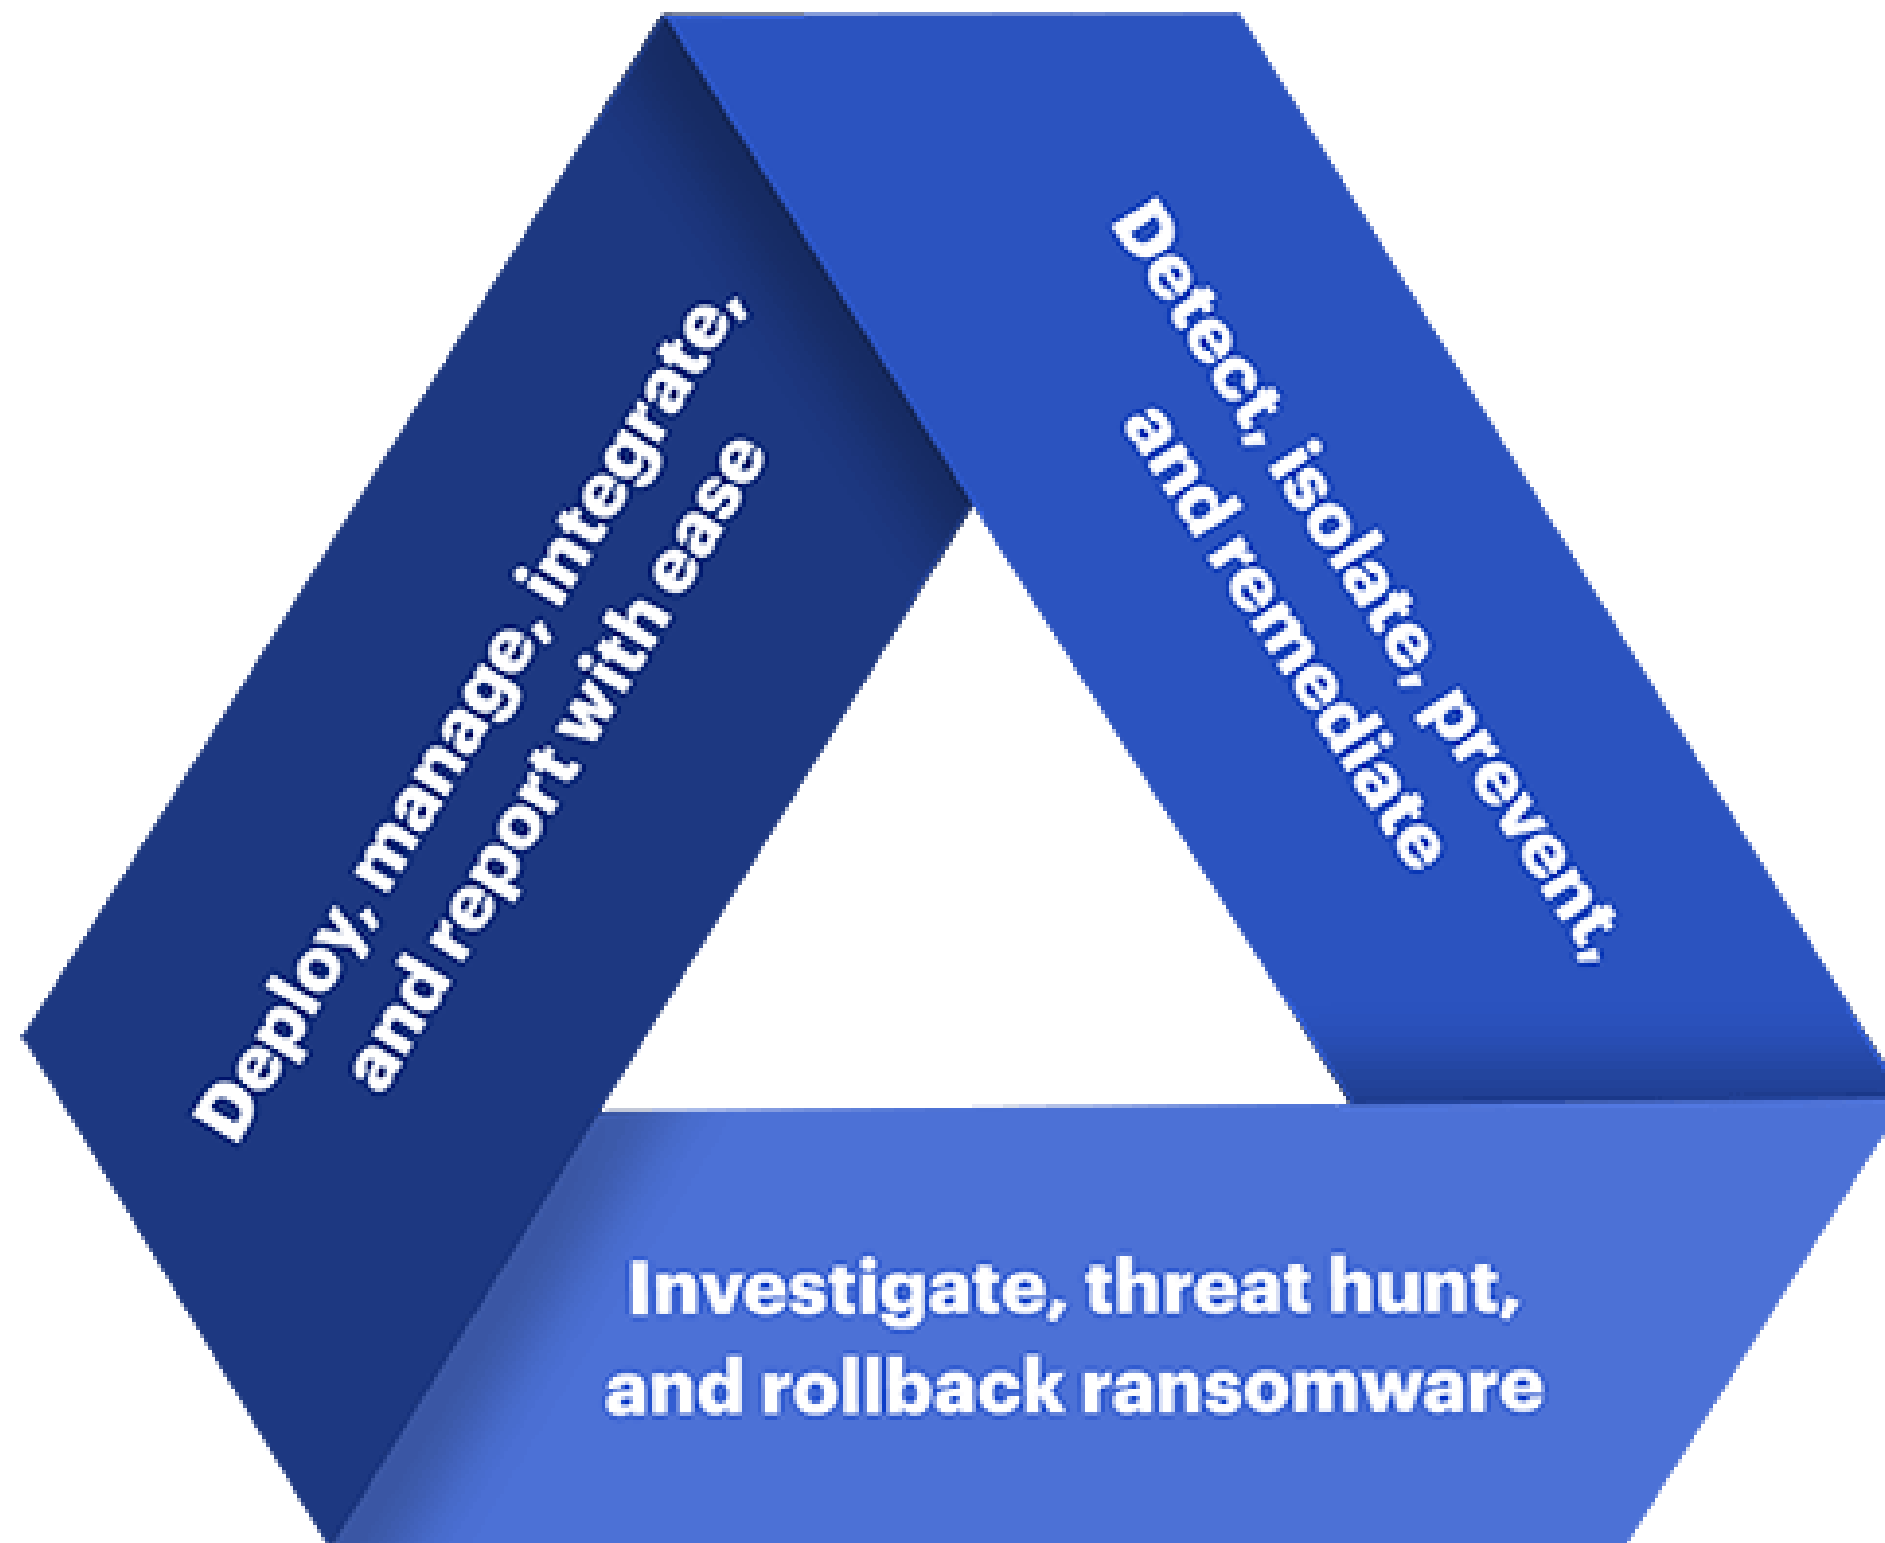 Deploy, manage, integrate,
and report with ease
Detect, isolate, prevent,
and remediate
Investigate, threat hunt,
and rollback ransomware